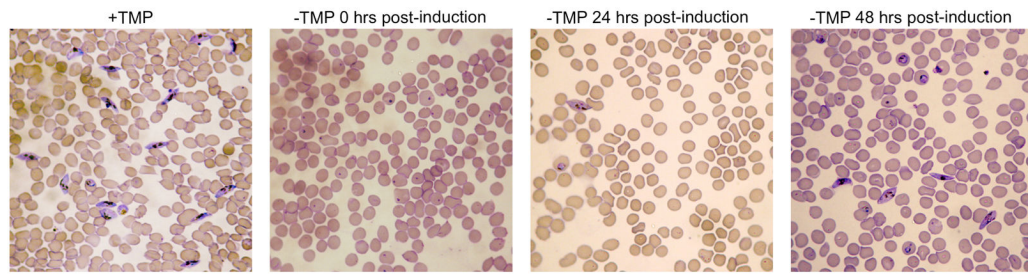 +TMP
-TMP 0 hrs post-induction
-TMP 24 hrs post-induction
-TMP 48 hrs post-induction